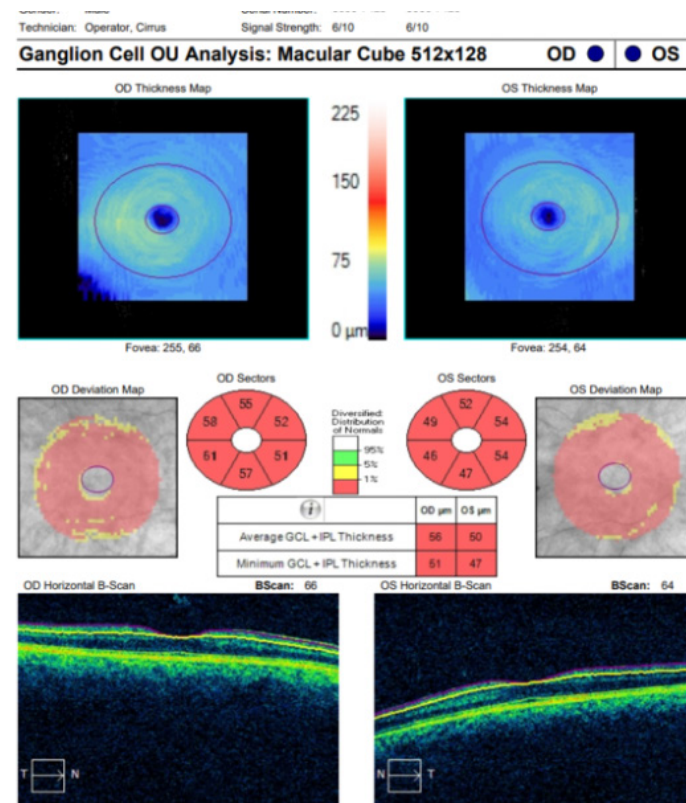 Technician: Operator, Cirrus Signal Strength: 6/10 6/10
Ganglion Cell OU Analysis: Macular Cube 512x128 OD OS
OD Thickness Map OS Thickness Map
225
150
75
0 µm
Fovea: 255, 66 Fovea: 254, 64
OD Deviation Map OD Sectors OS Sectors OS Deviation Map
Diversified:
Distribution
of Normals
95%
5%
1%
55
58 52
61 51
57
52
49 54
46 54
47
OD µm OS µm
Average GCL + IPL Thickness 56 50
Minimum GCL + IPL Thickness 51 47
OD Horizontal B-Scan BScan: 66 OS Horizontal B-Scan BScan: 64
T N N T